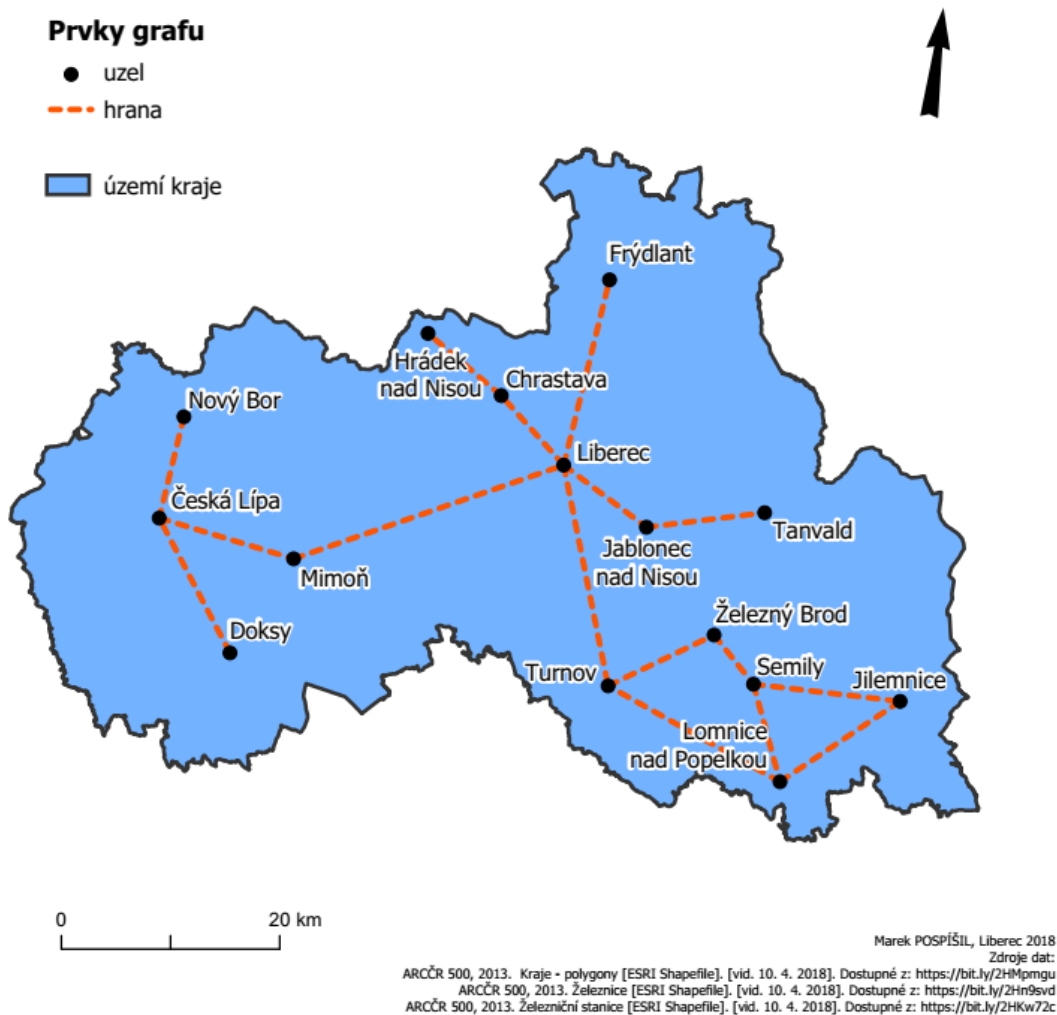 Prvky grafu
uzel
hrana
území kraje
Frýdlant
Hrádek
nad Nisou
Chrastava
Nový Bor
Liberec
Česká Lípa
Tanvald
Jablonec
nad Nisou
Mimoň
Železný Brod
Doksy
Semily
Turnov
Jilemnice
Lomnice
nad Popelkou
0
20 km
Marek POSPÍŠIL, Liberec 2018
Zdroje dat:
ARCČR 500, 2013. Kraje - polygony [ESRI Shapefile]. [vid. 10. 4. 2018]. Dostupné z: https://bit.ly/2HMpmgu
ARCČR 500, 2013. Železnice [ESRI Shapefile]. [vid. 10. 4. 2018]. Dostupné z: https://bit.ly/2Hn9svd
ARCČR 500, 2013. Železniční stanice [ESRI Shapefile]. [vid. 10. 4. 2018]. Dostupné z: https://bit.ly/2HKw72c